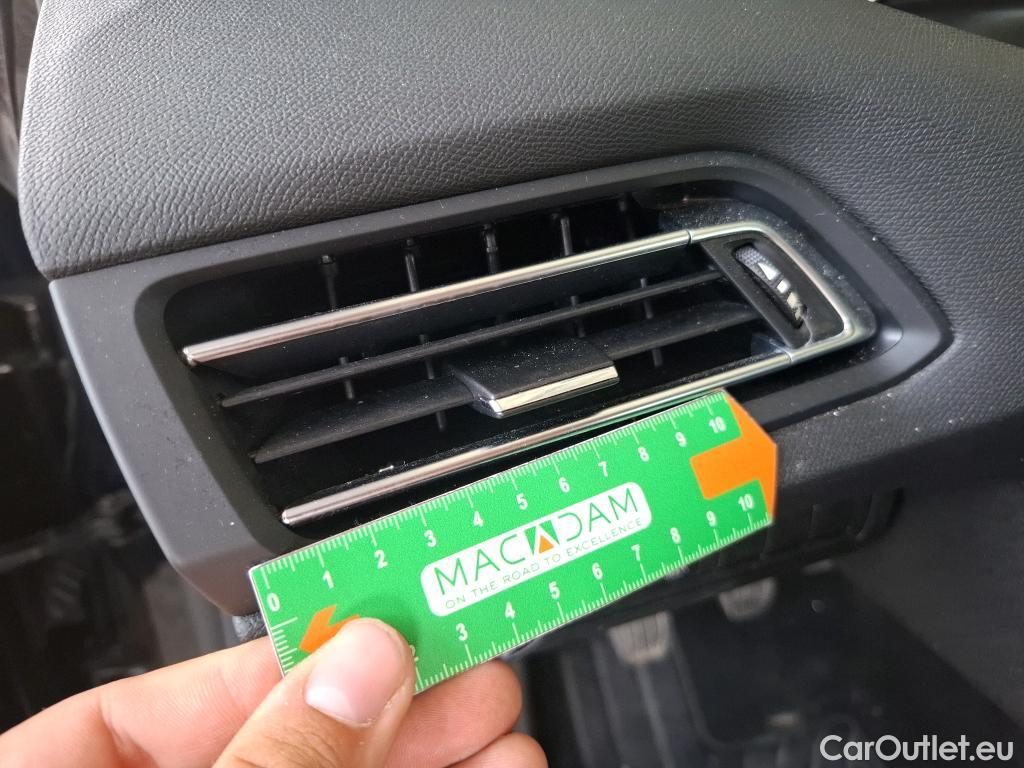 0 1 2 3 4 5 6 7 8 9 10
MACADAM
ON THE ROAD TO EXCELLENCE
2 3 4 5 6 7 8 9 10
CarOutlet.eu